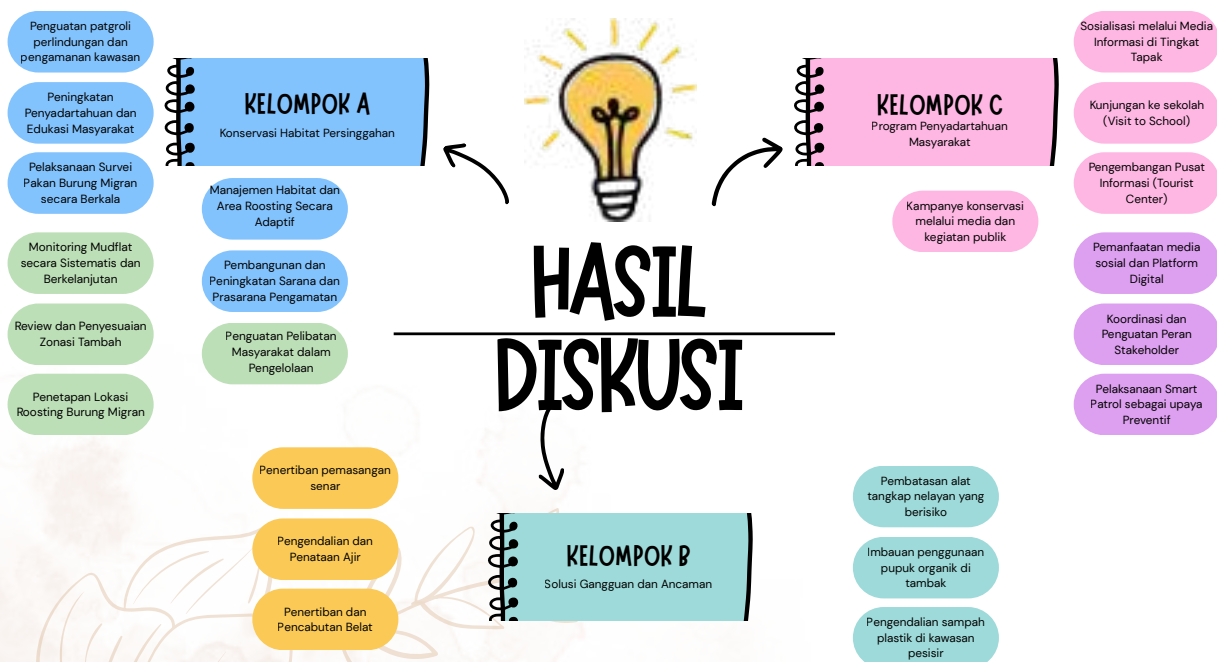 Penguatan patgroli
perlindungan dan
pengamanan kawasan
Peningkatan
Penyadartahuan dan
Edukasi Masyarakat
Pelaksanaan Survei
Pakan Burung Migran
secara Berkala
Monitoring Mudflat
secara Sistematis dan
Berkelanjutan
Review dan Penyesuaian
Zonasi Tambah
Penetapan Lokasi
Roosting Burung Migran
KELOMPOK A
Konservasi Habitat Persinggahan
Manajemen Habitat dan
Area Roosting Secara
Adaptif
Pembangunan dan
Peningkatan Sarana dan
Prasarana Pengamatan
Penguatan Pelibatan
Masyarakat dalam
Pengelolaan
HASIL
DISKUSI
KELOMPOK C
Program Penyadartahuan
Masyarakat
Kampanye konservasi
melalui media dan
kegiatan publik
Sosialisasi melalui Media
Informasi di Tingkat
Tapak
Kunjungan ke sekolah
(Visit to School)
Pengembangan Pusat
Informasi (Tourist
Center)
Pemanfaatan media
sosial dan Platform
Digital
Koordinasi dan
Penguatan Peran
Stakeholder
Pelaksanaan Smart
Patrol sebagai upaya
Preventif
Penertiban pemasangan
senar
Pengendalian dan
Penataan Ajir
Penertiban dan
Pencabutan Belat
KELOMPOK B
Solusi Gangguan dan Ancaman
Pembatasan alat
tangkap nelayan yang
berisiko
Imbauan penggunaan
pupuk organik di
tambak
Pengendalian sampah
plastik di kawasan
pesisir